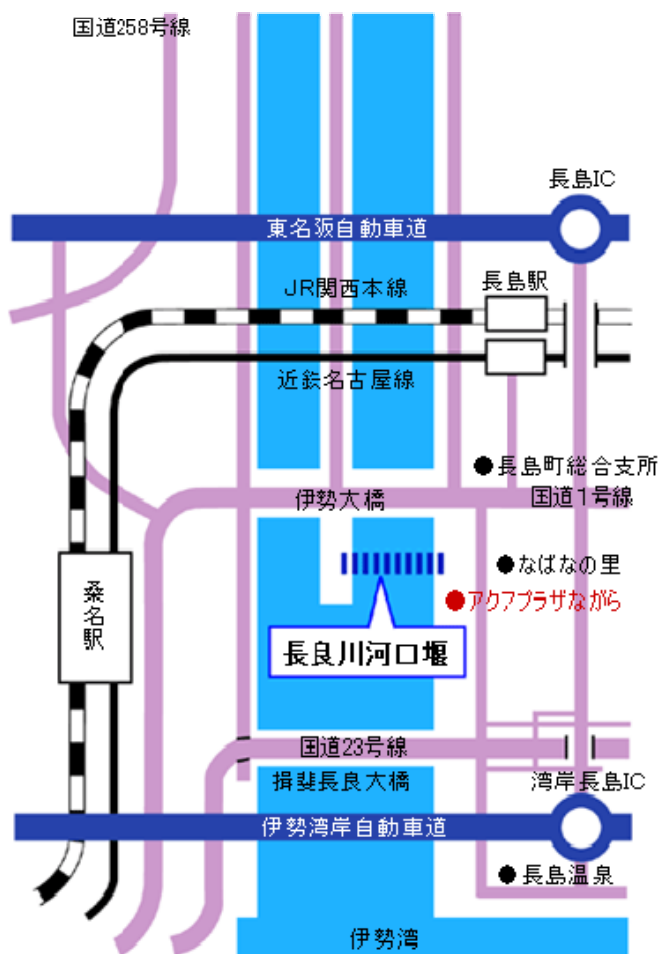 国道258号線
長島IC
東名阪自動車道
JR関西本線
長島駅
近鉄名古屋線
●長島町総合支所
伊勢大橋
国道1号線
●なばなの里
桑名駅
●アクアプラザながら
長良川河口堰
国道23号線
揖斐長良大橋
湾岸長島IC
伊勢湾岸自動車道
●長島温泉
伊勢湾